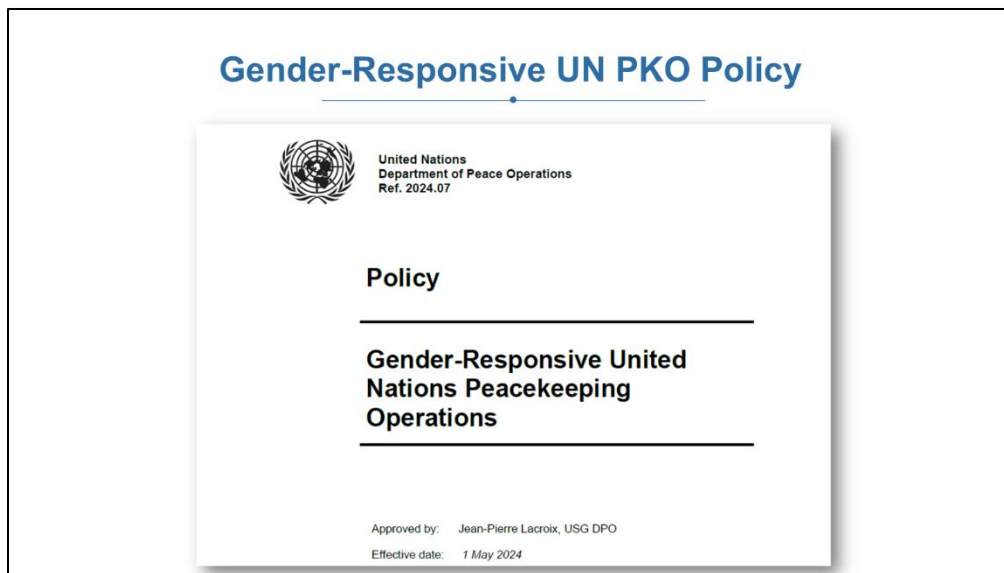 Gender-Responsive UN PKO Policy
United Nations
Department of Peace Operations
Ref. 2024.07
Policy
Gender-Responsive United
Nations Peacekeeping
Operations
Approved by: Jean-Pierre Lacroix, USG DPO
Effective date: 1 May 2024